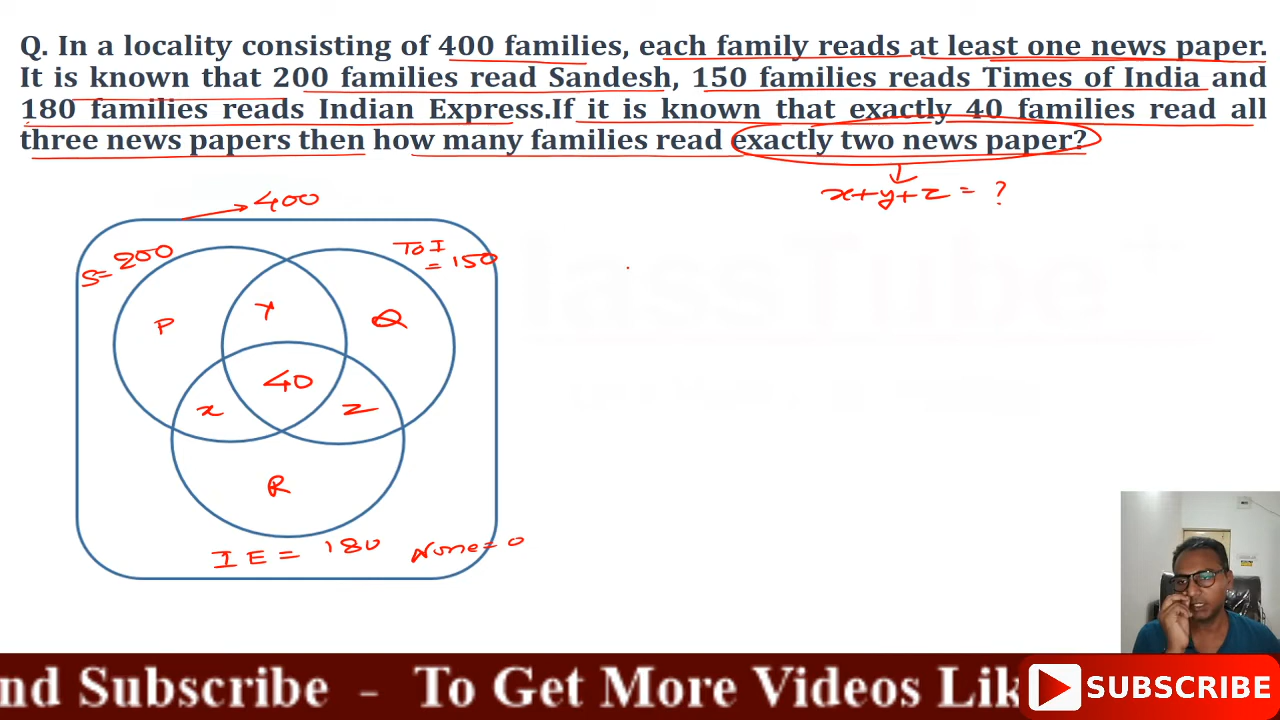 Q. In a locality consisting of 400 families, each family reads at least one news paper.
It is known that 200 families read Sandesh, 150 families reads Times of India and
180 families reads Indian Express.If it is known that exactly 40 families read all
three news papers then how many families read exactly two news paper?
x+y+z = ?
400
S=200
ToI
=150
P
Y
Q
40
x
z
R
IE = 180
None=0
nd Subscribe - To Get More Videos Lik
SUBSCRIBE